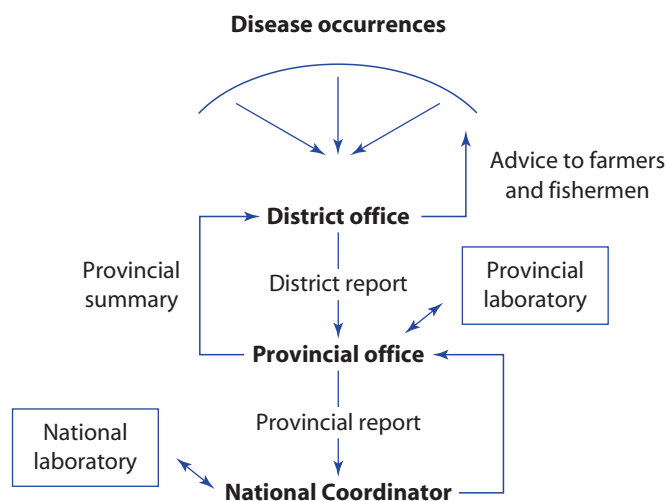 Disease occurrences
Advice to farmers
and fishermen
District office
Provincial
summary
District report
Provincial
laboratory
Provincial office
Provincial report
National
laboratory
National Coordinator